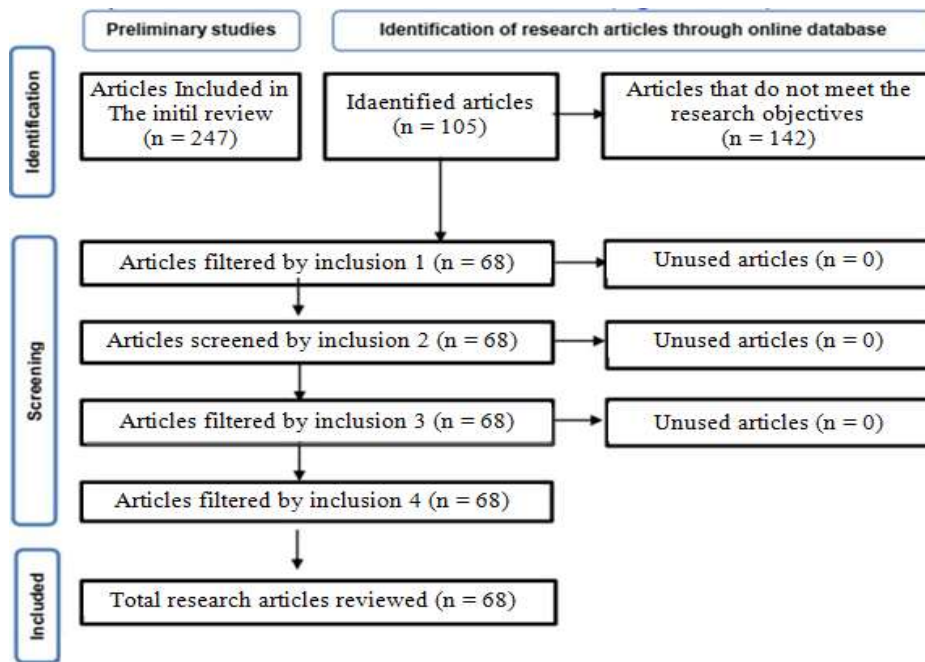 Preliminary studies
Identification of research articles through online database
Identification
Articles Included in
The initil review
(n = 247)
Idaentified articles
(n = 105)
Articles that do not meet the
research objectives
(n = 142)
Screening
Articles filtered by inclusion 1 (n = 68)
Unused articles (n = 0)
Articles screened by inclusion 2 (n = 68)
Unused articles (n = 0)
Articles filtered by inclusion 3 (n = 68)
Unused articles (n = 0)
Articles filtered by inclusion 4 (n = 68)
Included
Total research articles reviewed (n = 68)